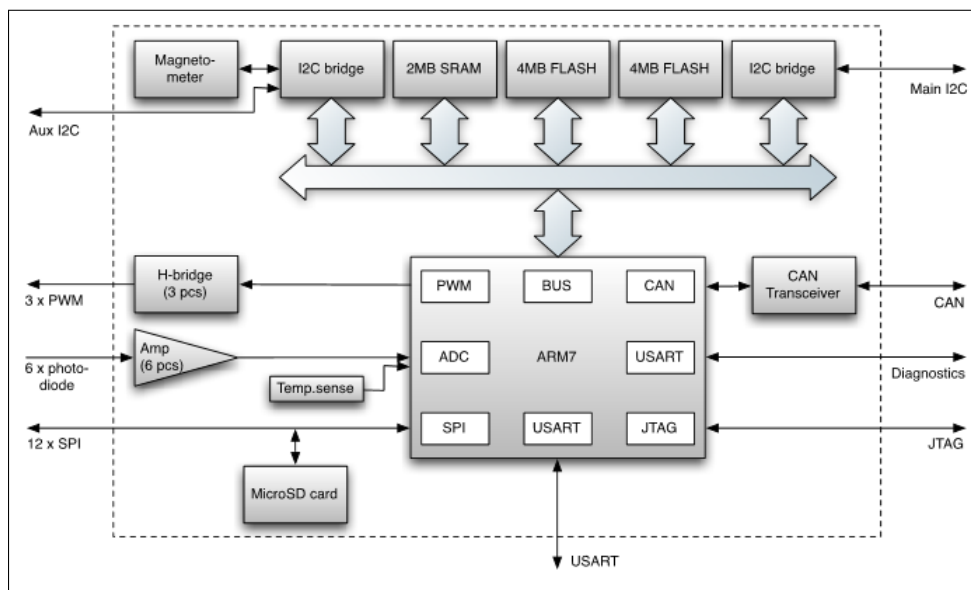 Magneto-
meter
I2C bridge
2MB SRAM
4MB FLASH
4MB FLASH
I2C bridge
Main I2C
Aux I2C
H-bridge
(3 pcs)
3 x PWM
PWM
BUS
CAN
CAN
Transceiver
CAN
Amp
(6 pcs)
6 x photo-
diode
ADC
ARM7
USART
Diagnostics
Temp.sense
12 x SPI
SPI
USART
JTAG
JTAG
MicroSD card
USART